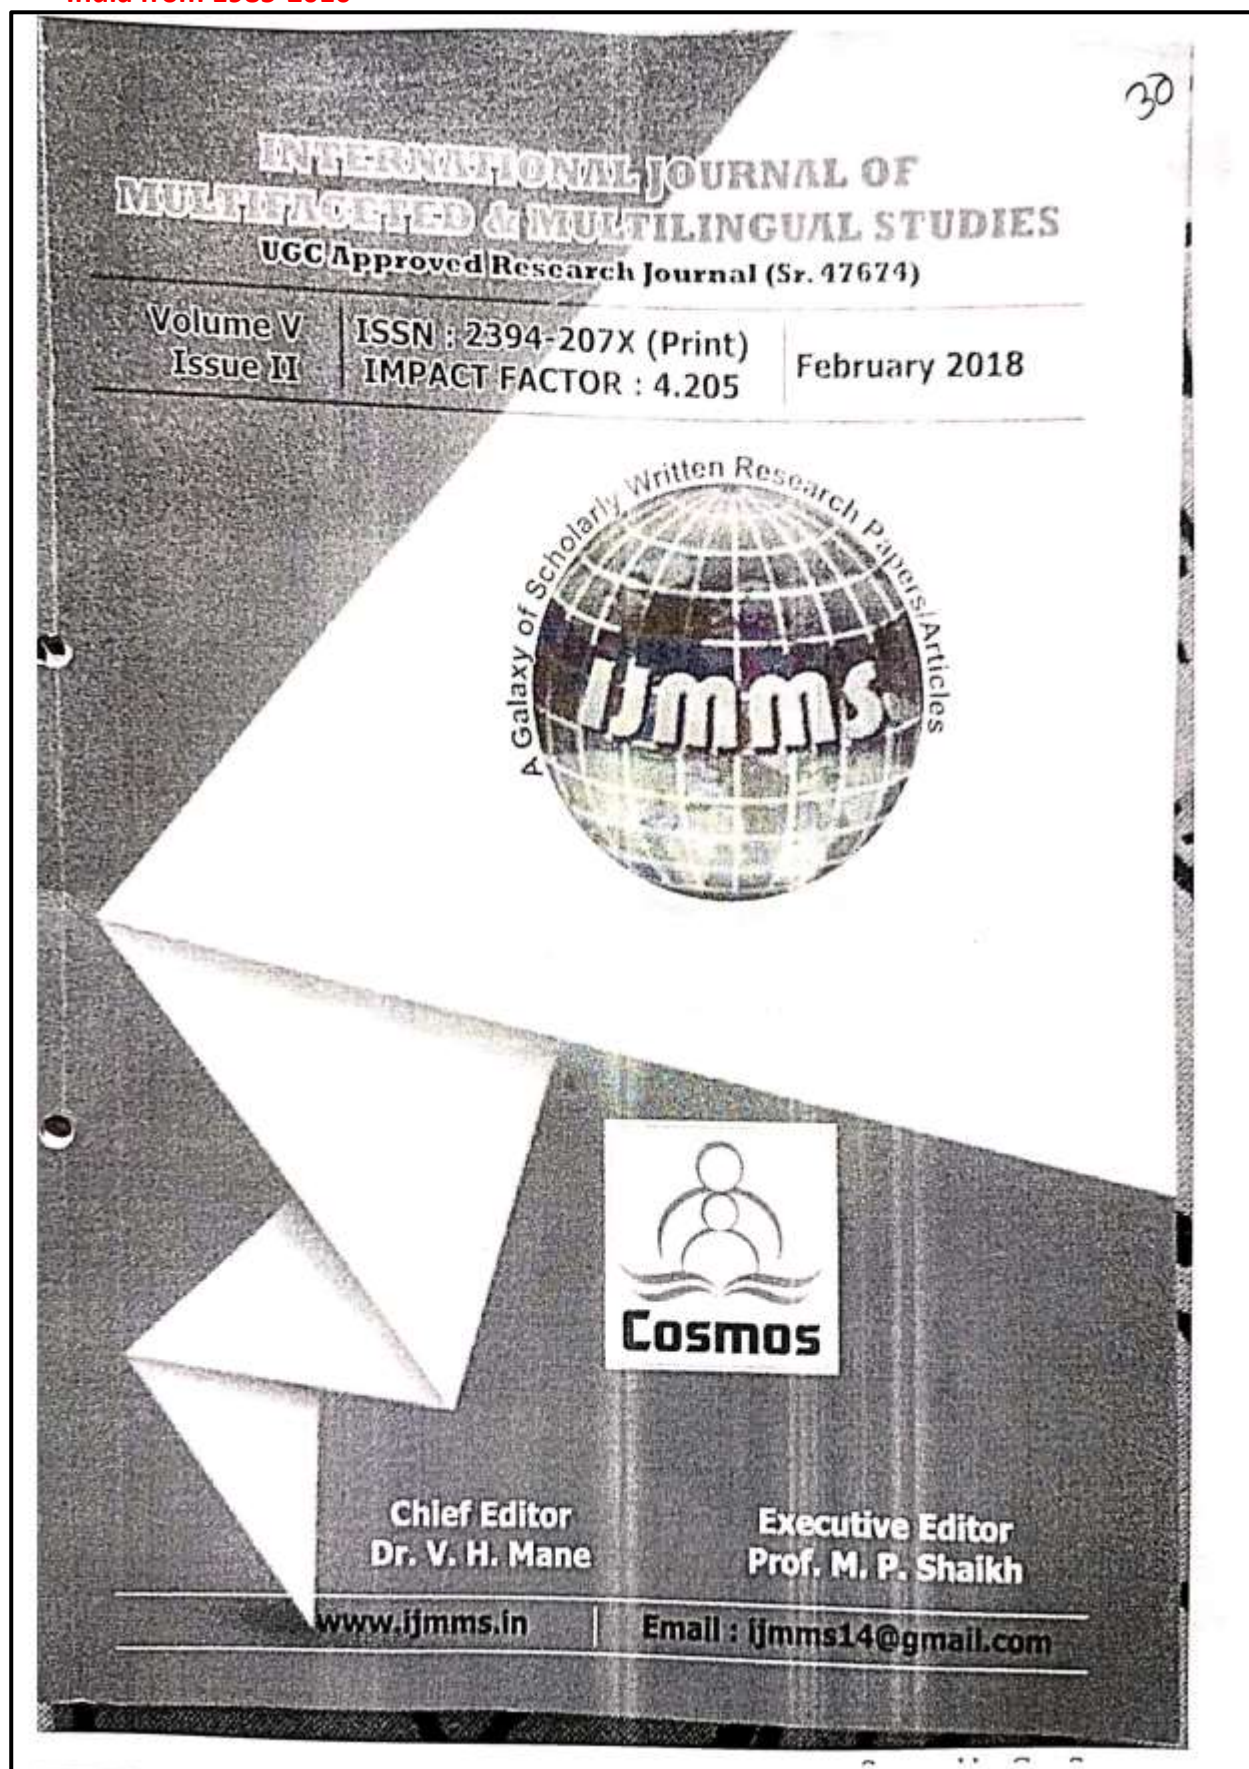 30
INTERNATIONAL JOURNAL OF
MULTIFACETED & MULTILINGUAL STUDIES
UGC Approved Research Journal (Sr. 47674)
Volume V
Issue II
ISSN : 2394-207X (Print)
IMPACT FACTOR : 4.205
February 2018
A Galaxy of Scholarly Written Research Papers/Articles
IJMMS
Cosmos
Chief Editor
Dr. V. H. Mane
Executive Editor
Prof. M. P. Shaikh
www.ijmms.in
Email : ijmms14@gmail.com